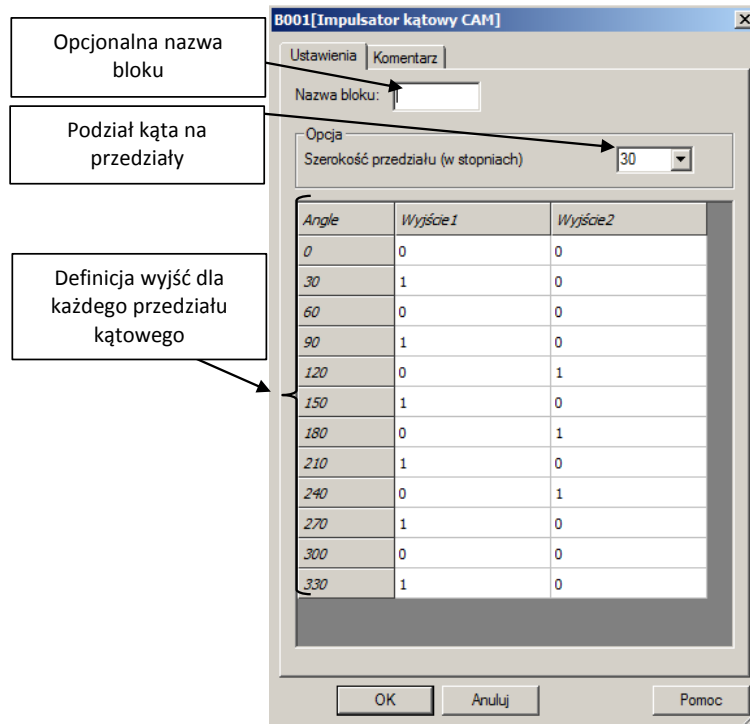 B001[Impulsator kątowy CAM]
Opcjonalna nazwa
bloku
Ustawienia Komentarz
Nazwa bloku:
Podział kąta na
przedziały
Opcja
Szerokość przedziału (w stopniach) 30
Angle Wyjście1 Wyjście2
0 0 0
30 1 0
60 0 0
90 1 0
120 0 1
150 1 0
180 0 1
210 1 0
240 0 1
270 1 0
300 0 0
330 1 0
Definicja wyjść dla
każdego przedziału
kątowego
OK Anuluj Pomoc